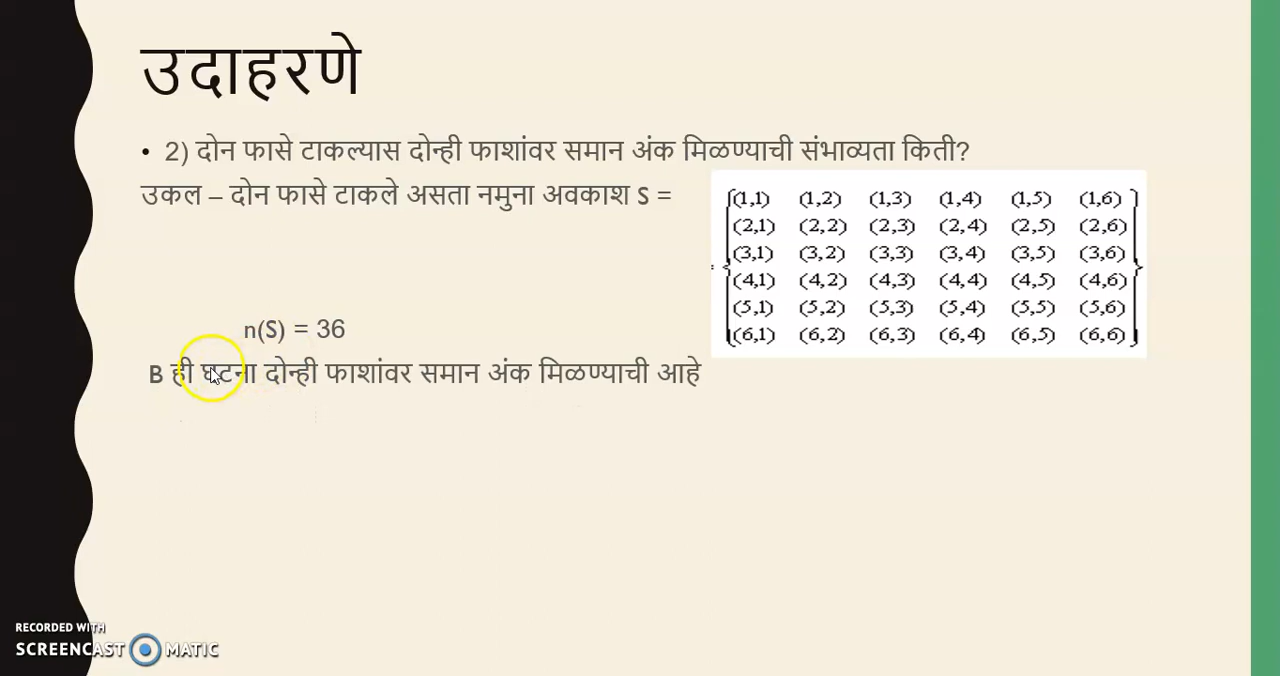 उदाहरणे
• 2) दोन फासे टाकल्यास दोन्ही फाशांवर समान अंक मिळण्याची संभाव्यता किती?
उकल – दोन फासे टाकले असता नमुना अवकाश S =
(1,1) (1,2) (1,3) (1,4) (1,5) (1,6)
(2,1) (2,2) (2,3) (2,4) (2,5) (2,6)
(3,1) (3,2) (3,3) (3,4) (3,5) (3,6)
(4,1) (4,2) (4,3) (4,4) (4,5) (4,6)
(5,1) (5,2) (5,3) (5,4) (5,5) (5,6)
(6,1) (6,2) (6,3) (6,4) (6,5) (6,6)
n(S) = 36
B ही घटना दोन्ही फाशांवर समान अंक मिळण्याची आहे
RECORDED WITH
SCREENCAST MATIC